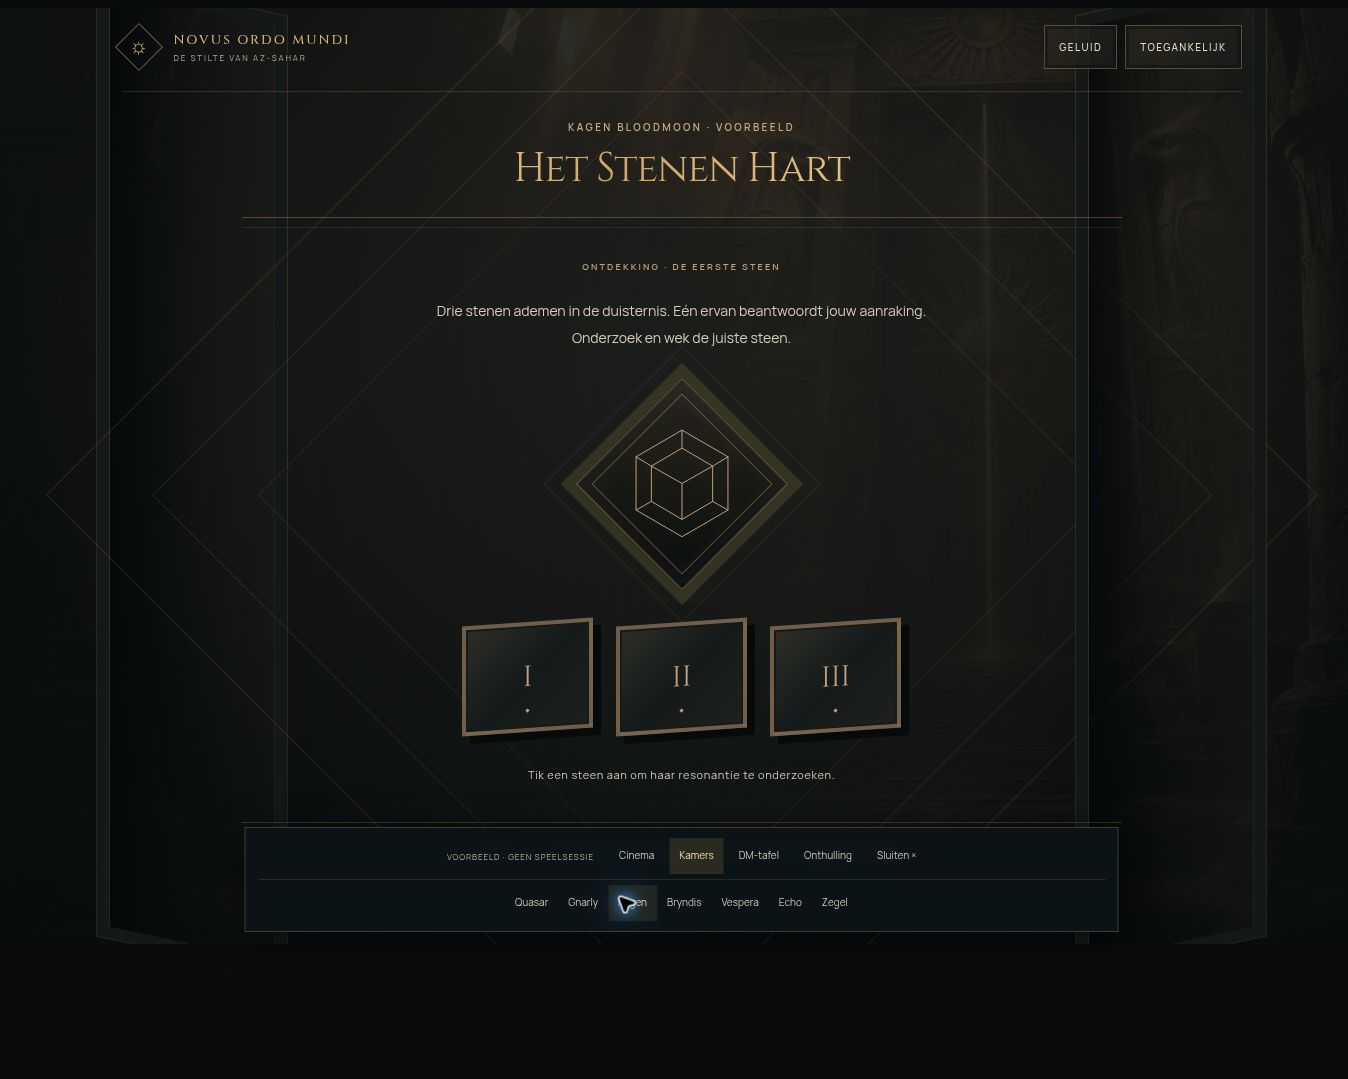 NOVUS ORDO MUNDI
DE STILTE VAN AZ-SAHAR
GELUID
TOEGANKELIJK
KAGEN BLOODMOON · VOORBEELD
HET STENEN HART
ONTDEKKING · DE EERSTE STEEN
Drie stenen ademen in de duisternis. Eén ervan beantwoordt jouw aanraking.
Onderzoek en wek de juiste steen.
I
II
III
Tik een steen aan om haar resonantie te onderzoeken.
VOORBEELD · GEEN SPEELSESSIE Cinema Kamers DM-tafel Onthulling Sluiten ×
Quasar Gnarly Bryndis Vespera Echo Zegel